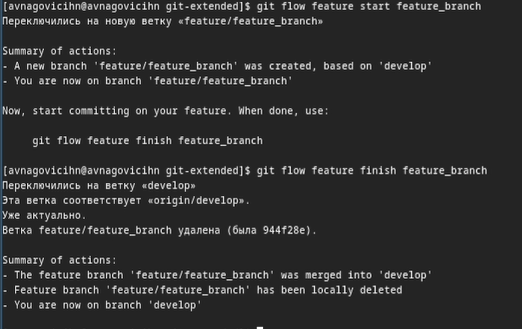 [avnagovicihn@avnagovicihn git-extended]$ git flow feature start feature_branch
Переключились на новую ветку «feature/feature_branch»
Summary of actions:
- A new branch 'feature/feature_branch' was created, based on 'develop'
- You are now on branch 'feature/feature_branch'
Now, start committing on your feature. When done, use:
git flow feature finish feature_branch
[avnagovicihn@avnagovicihn git-extended]$ git flow feature finish feature_branch
Переключились на ветку «develop»
Эта ветка соответствует «origin/develop».
Уже актуально.
Ветка feature/feature_branch удалена (была 944f28e).
Summary of actions:
- The feature branch 'feature/feature_branch' was merged into 'develop'
- Feature branch 'feature/feature_branch' has been locally deleted
- You are now on branch 'develop'